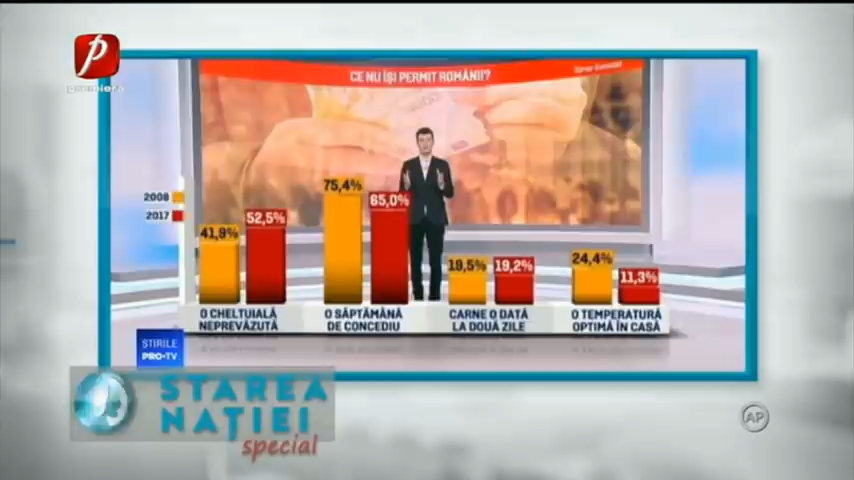 P
premiera
CE NU ÎȘI PERMIT ROMÂNII?
2008
2017
41,9%
52,5%
75,4%
65,0%
19,5%
19,2%
24,4%
11,3%
O CHELTUIALĂ
NEPREVĂZUTĂ
O SĂPTĂMÂNĂ
DE CONCEDIU
CARNE O DATĂ
LA DOUĂ ZILE
O TEMPERATURĂ
OPTIMĂ ÎN CASĂ
ȘTIRILE
PRO•TV
STAREA
NAȚIEI
special
AP